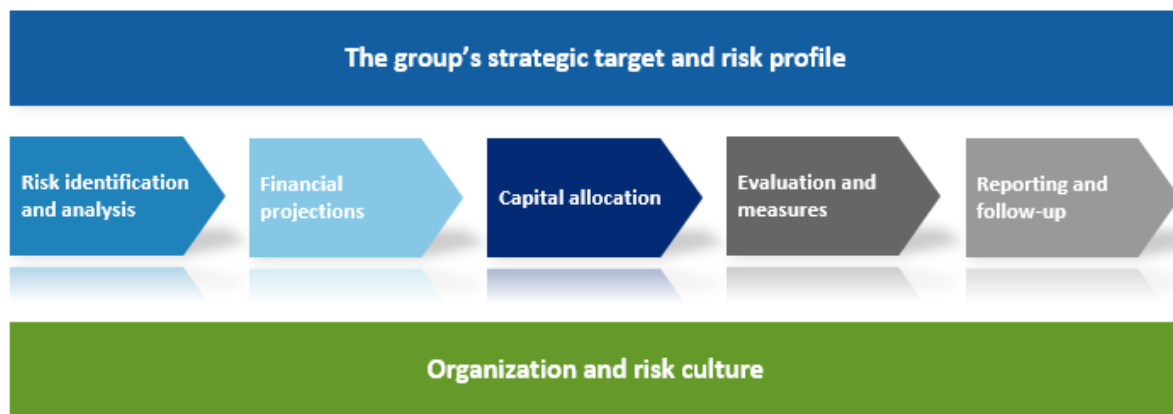 The group’s strategic target and risk profile
Risk identification
and analysis
Financial
projections
Capital allocation
Evaluation and
measures
Reporting and
follow-up
Organization and risk culture